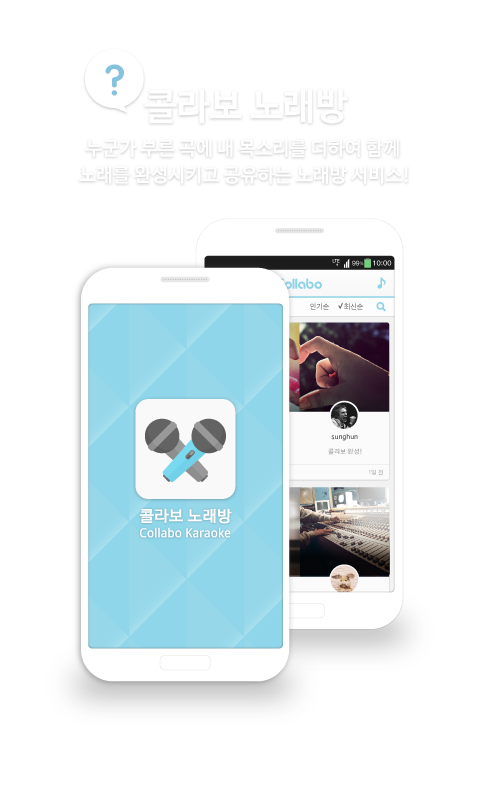 ?
콜라보 노래방
누군가 부른 곡에 내 목소리를 더하여 함께
노래를 완성시키고 공유하는 노래방 서비스!
LTE 99% 10:00
ollabo
인기순 ✓최신순
sunghun
콜라보 완성!
1일 전
콜라보 노래방
Collabo Karaoke